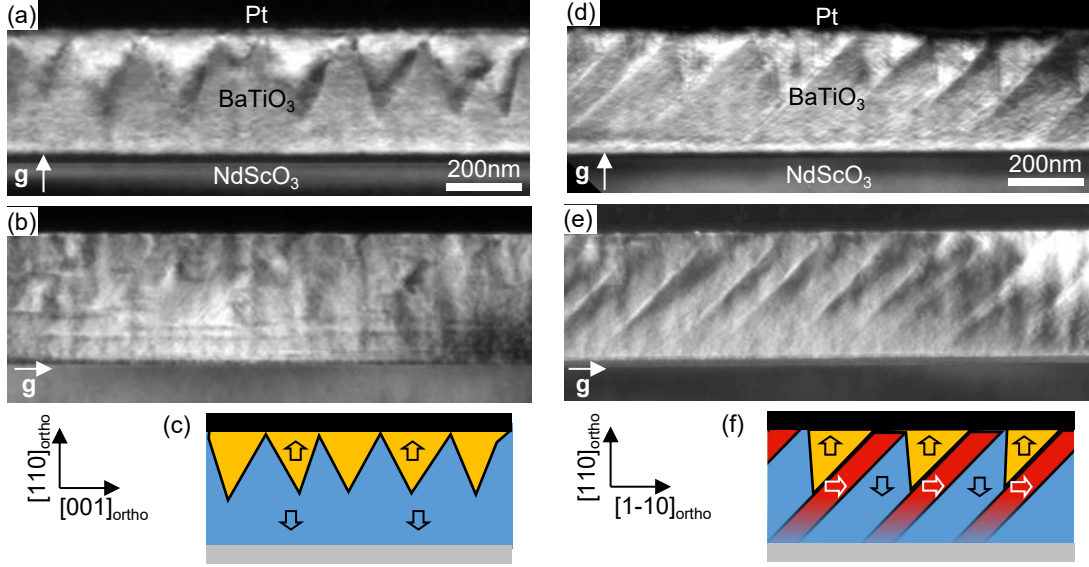 (a)
Pt
BaTiO₃
g
NdScO₃
200nm
(b)
g
[110]ortho
[001]ortho
(c)
(d)
Pt
BaTiO₃
g
NdScO₃
200nm
(e)
g
[110]ortho
[1-10]ortho
(f)